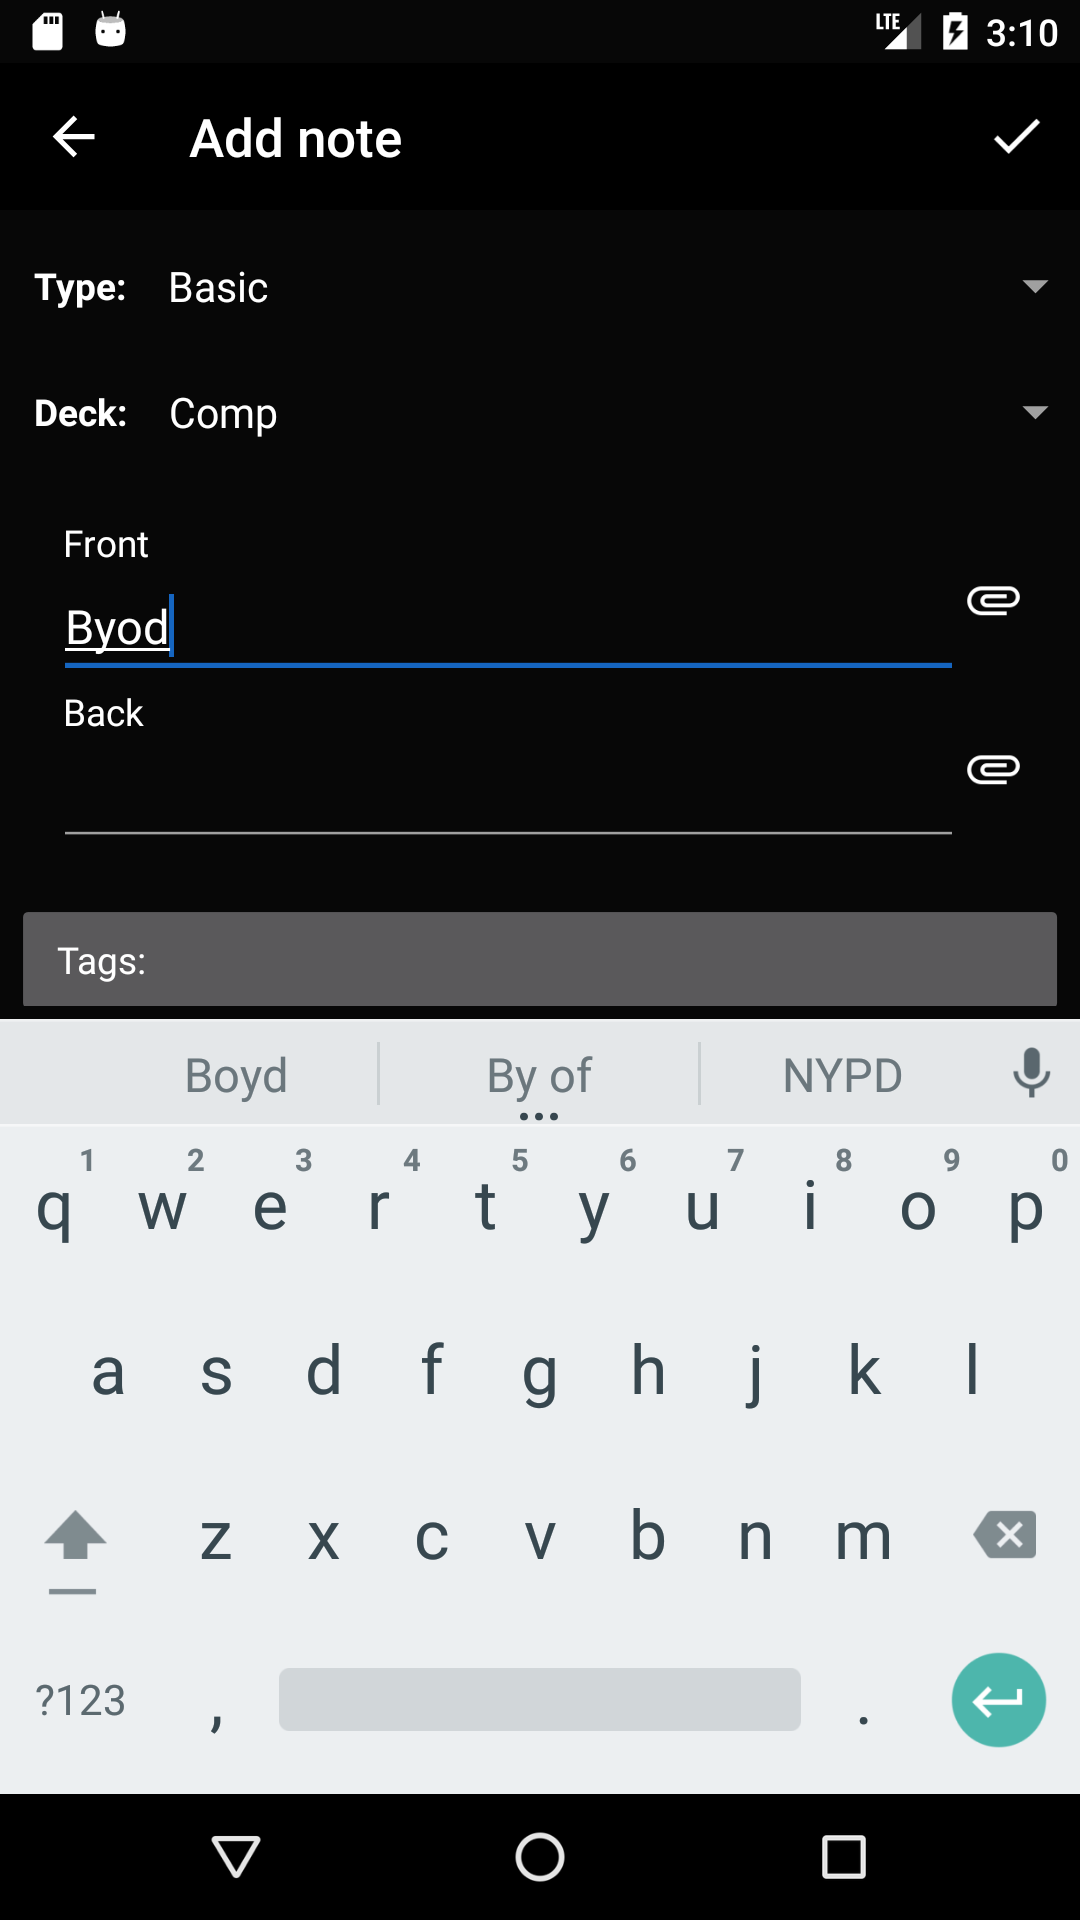 LTE 3:10
Add note
Type: Basic
Deck: Comp
Front
Byod
Back
Tags:
Boyd By of NYPD
1 2 3 4 5 6 7 8 9 0
q w e r t y u i o p
a s d f g h j k l
z x c v b n m
?123 , .